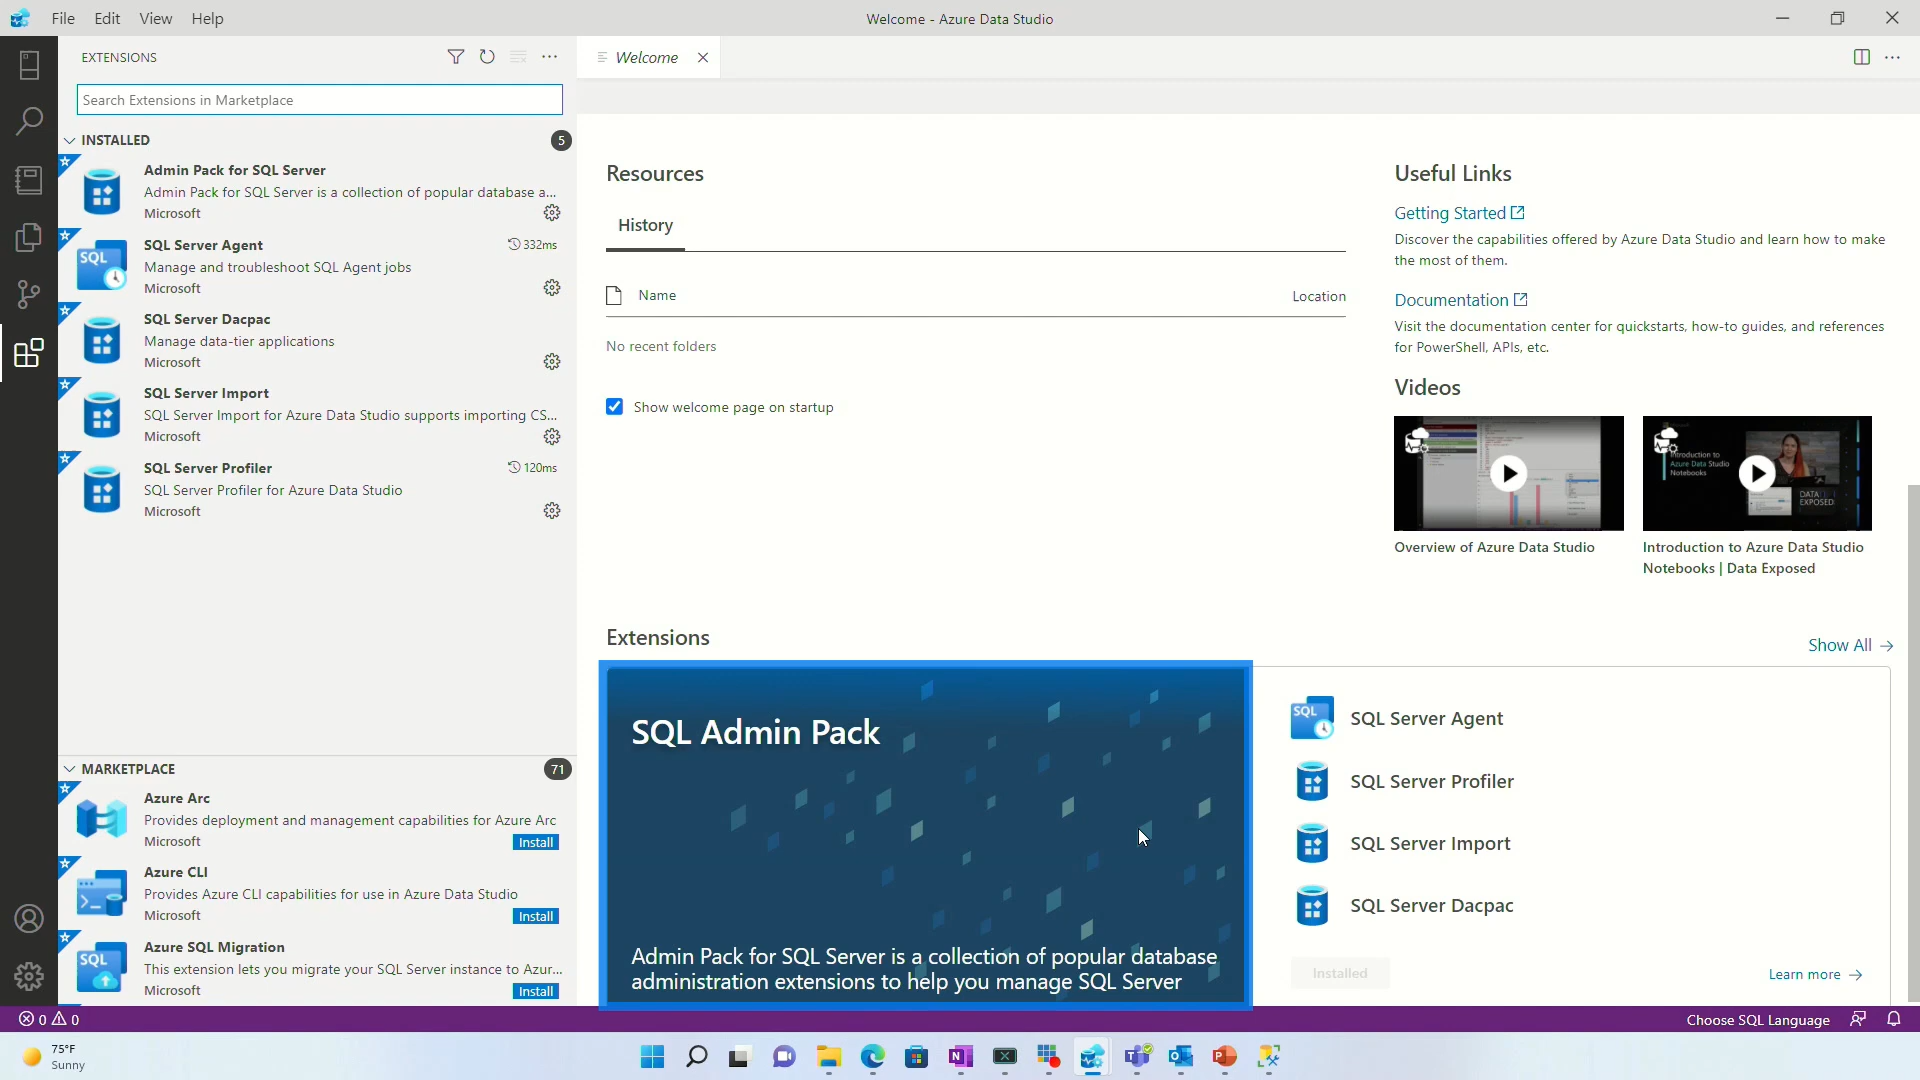 File Edit View Help
Welcome - Azure Data Studio
EXTENSIONS
Search Extensions in Marketplace
INSTALLED
5
Admin Pack for SQL Server
Admin Pack for SQL Server is a collection of popular database a...
Microsoft
SQL Server Agent
332ms
Manage and troubleshoot SQL Agent jobs
Microsoft
SQL Server Dacpac
Manage data-tier applications
Microsoft
SQL Server Import
SQL Server Import for Azure Data Studio supports importing CS...
Microsoft
SQL Server Profiler
120ms
SQL Server Profiler for Azure Data Studio
Microsoft
MARKETPLACE
71
Azure Arc
Provides deployment and management capabilities for Azure Arc
Microsoft
Install
Azure CLI
Provides Azure CLI capabilities for use in Azure Data Studio
Microsoft
Install
SQL
Azure SQL Migration
This extension lets you migrate your SQL Server instance to Azur...
Microsoft
Install
Welcome
Resources
History
Name
Location
No recent folders
Show welcome page on startup
Useful Links
Getting Started
Discover the capabilities offered by Azure Data Studio and learn how to make
the most of them.
Documentation
Visit the documentation center for quickstarts, how-to guides, and references
for PowerShell, APIs, etc.
Videos
Introduction to
Azure Data Studio
Notebooks
DATA
EXPOSED
Overview of Azure Data Studio
Introduction to Azure Data Studio
Notebooks | Data Exposed
Extensions
Show All
SQL Admin Pack
Admin Pack for SQL Server is a collection of popular database
administration extensions to help you manage SQL Server
SQL
SQL Server Agent
SQL Server Profiler
SQL Server Import
SQL Server Dacpac
Installed
Learn more
0 0
Choose SQL Language
75°F
Sunny